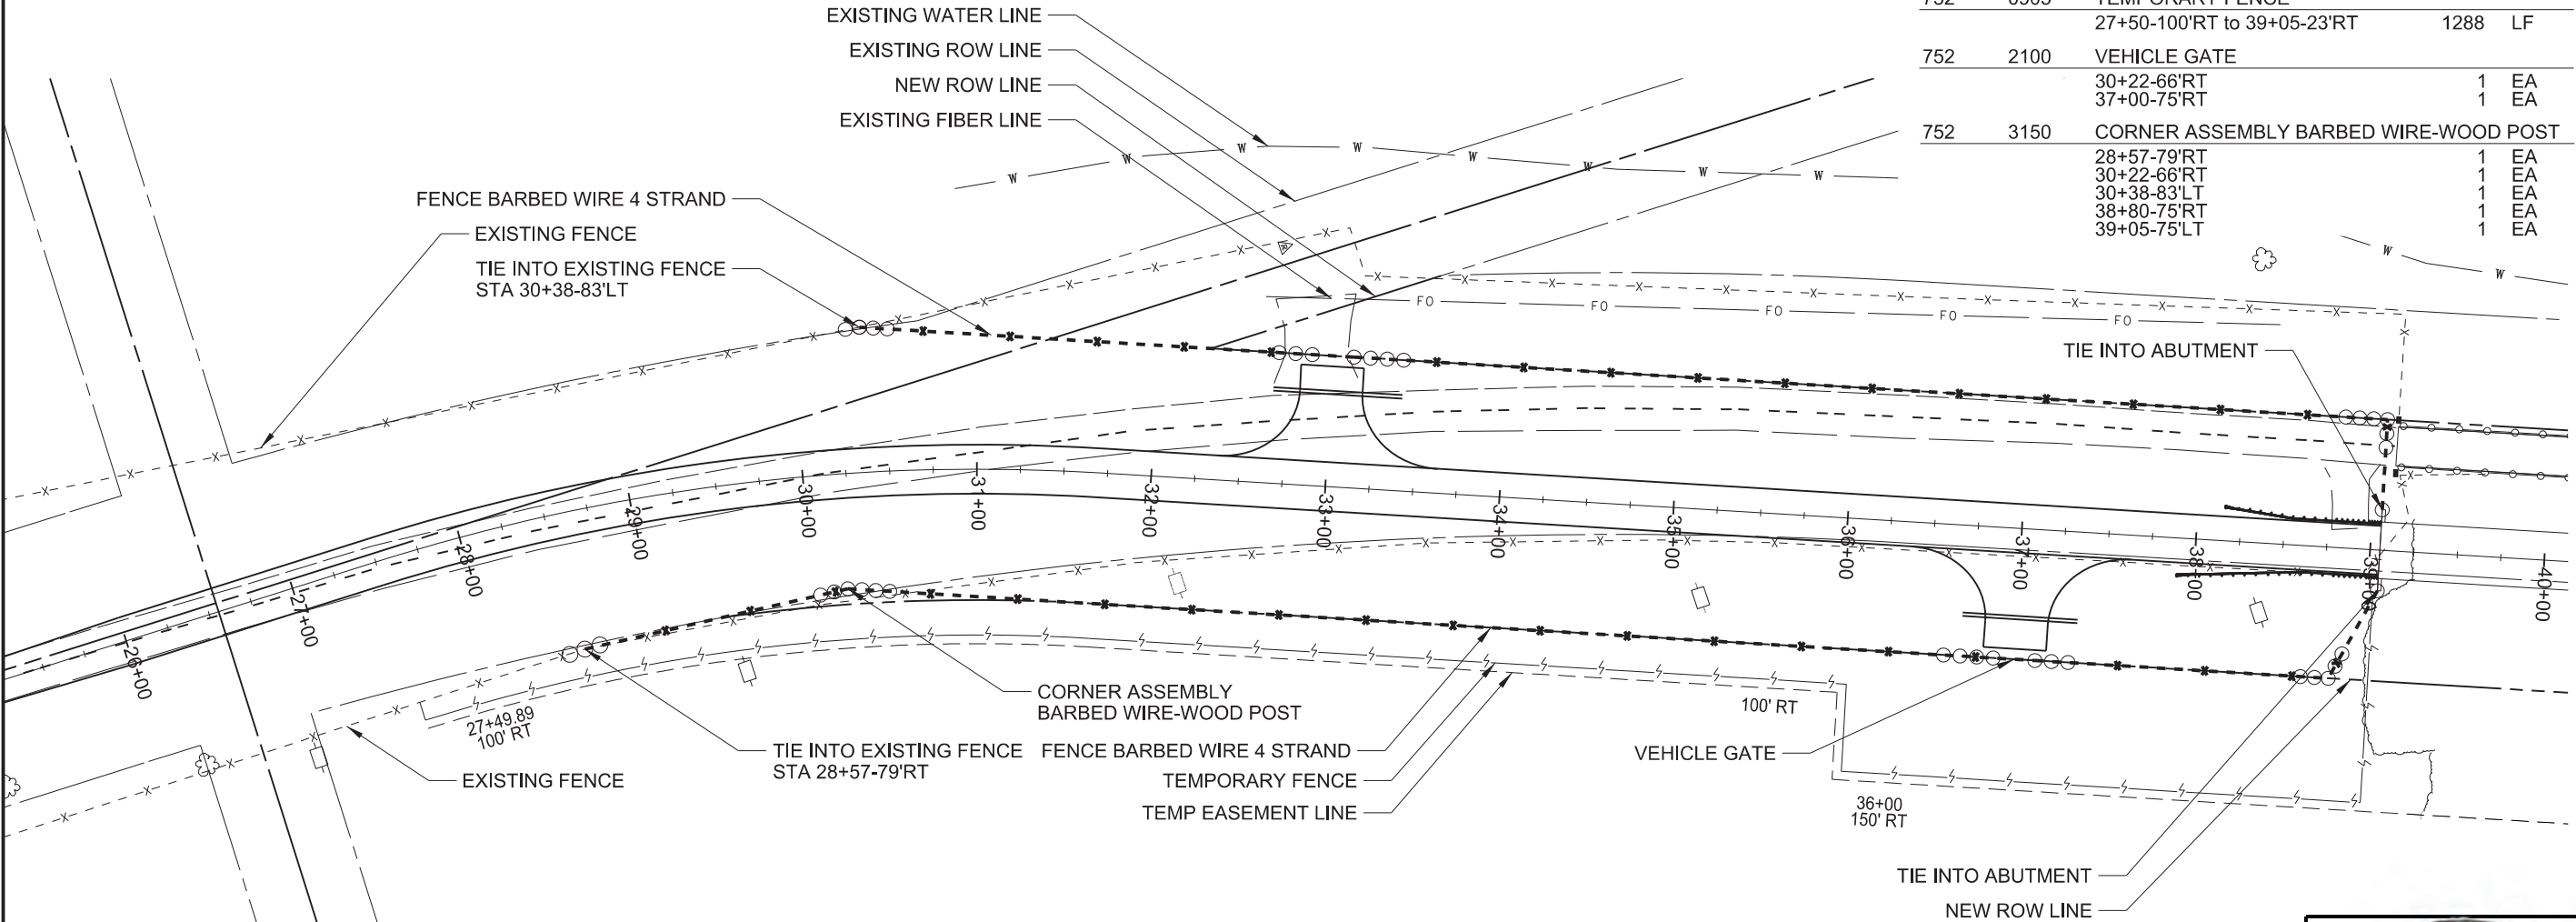 752 0905 TEMPORARY FENCE
27+50-100'RT to 39+05-23'RT 1288 LF
752 2100 VEHICLE GATE
30+22-66'RT 1 EA
37+00-75'RT 1 EA
752 3150 CORNER ASSEMBLY BARBED WIRE-WOOD POST
28+57-79'RT 1 EA
30+22-66'RT 1 EA
30+38-83'LT 1 EA
38+80-75'RT 1 EA
39+05-75'LT 1 EA
EXISTING WATER LINE
EXISTING ROW LINE
NEW ROW LINE
EXISTING FIBER LINE
FENCE BARBED WIRE 4 STRAND
EXISTING FENCE
TIE INTO EXISTING FENCE
STA 30+38-83'LT
W W W W W W W W
W W
FO FO FO FO FO
TIE INTO ABUTMENT
26+00
27+00
28+00
29+00
30+00
31+00
32+00
33+00
34+00
35+00
36+00
37+00
38+00
39+00
40+00
27+49.89
100' RT
CORNER ASSEMBLY
BARBED WIRE-WOOD POST
100' RT
TIE INTO EXISTING FENCE
STA 28+57-79'RT
FENCE BARBED WIRE 4 STRAND
VEHICLE GATE
EXISTING FENCE
TEMPORARY FENCE
TEMP EASEMENT LINE
36+00
150' RT
TIE INTO ABUTMENT
NEW ROW LINE